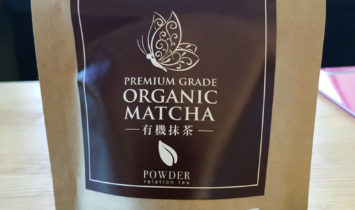 PREMIUM GRADE
ORGANIC
MATCHA
有機抹茶
POWDER
relation tea